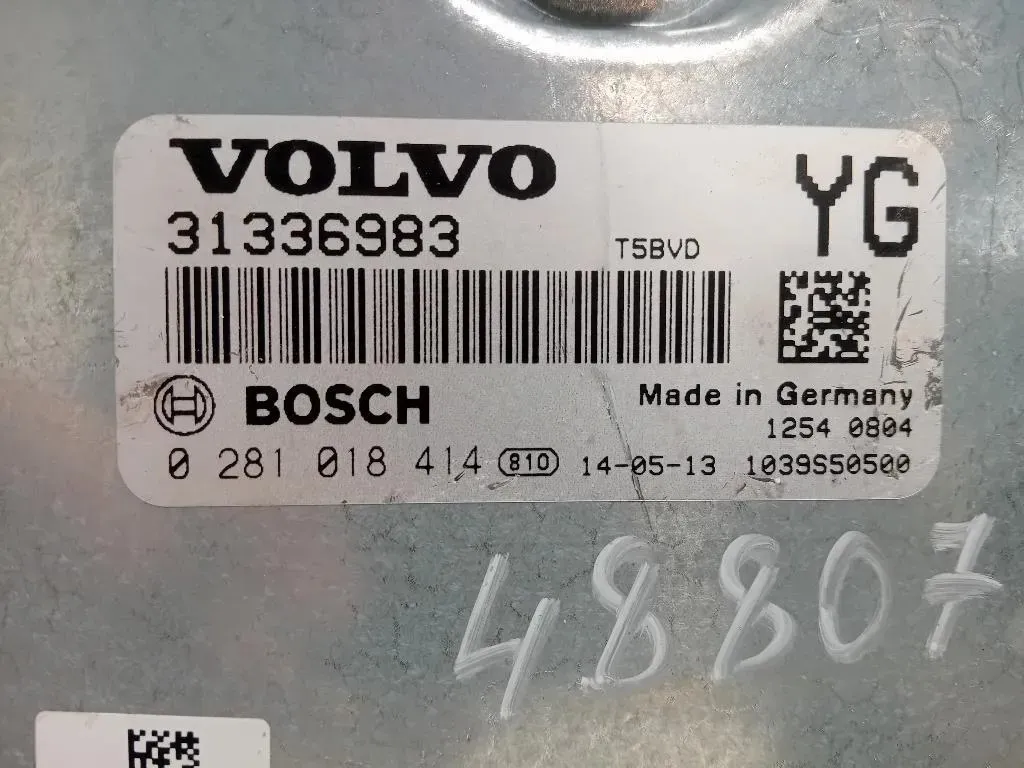 VOLVO
YG
31336983 T5BVD
BOSCH Made in Germany
1254 0804
0 281 018 414 810 14-05-13 1039S50500
48807